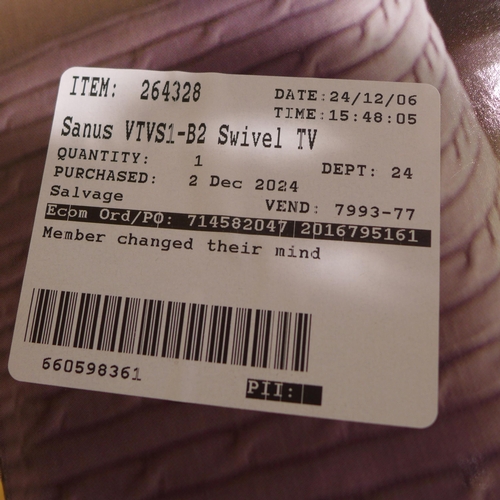 ITEM: 264328 DATE:24/12/06
TIME:15:48:05
Sanus VTVS1-B2 Swivel TV
QUANTITY: 1 DEPT: 24
PURCHASED: 2 Dec 2024
Salvage VEND: 7993-77
Ecom Ord/PO: 714582047 2016795161
Member changed their mind
660598361
PII: